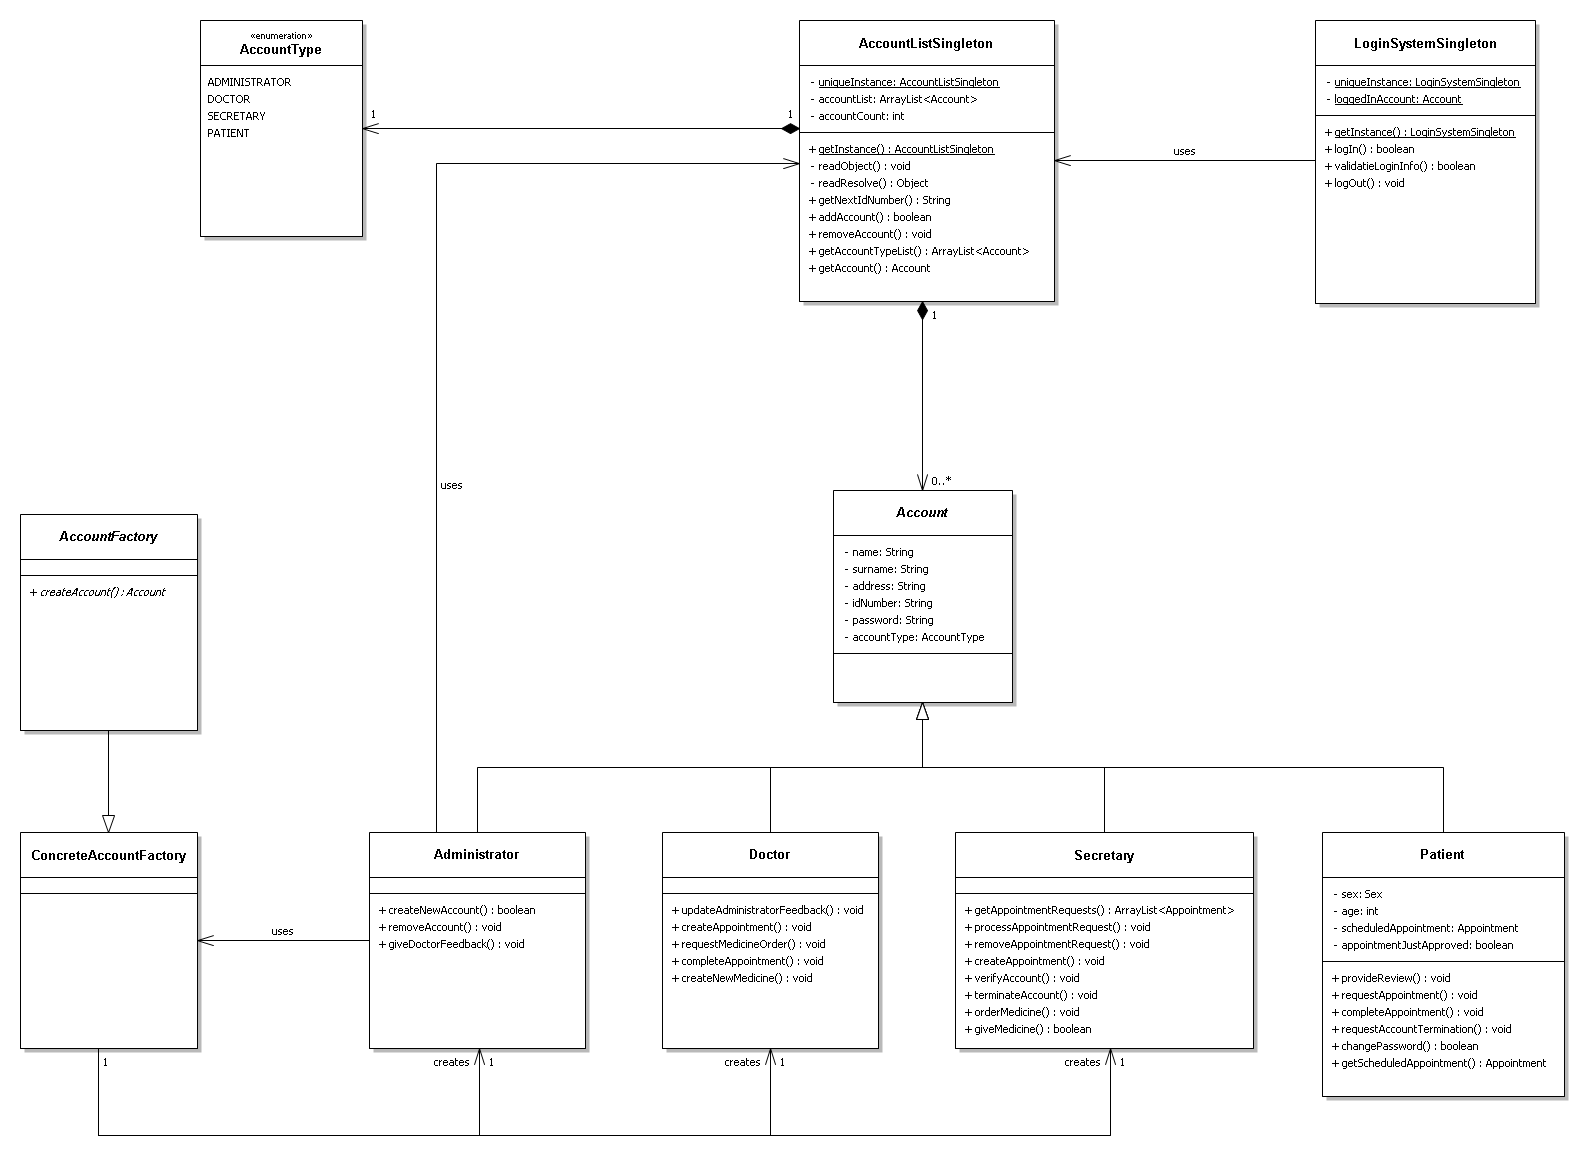 «enumeration»
AccountType
ADMINISTRATOR
DOCTOR
SECRETARY
PATIENT
1
1
AccountListSingleton
- uniqueInstance: AccountListSingleton
- accountList: ArrayList<Account>
- accountCount: int
+ getInstance() : AccountListSingleton
- readObject() : void
- readResolve() : Object
+ getNextIdNumber() : String
+ addAccount() : boolean
+ removeAccount() : void
+ getAccountTypeList() : ArrayList<Account>
+ getAccount() : Account
uses
LoginSystemSingleton
- uniqueInstance: LoginSystemSingleton
- loggedInAccount: Account
+ getInstance() : LoginSystemSingleton
+ logIn() : boolean
+ validatieLoginInfo() : boolean
+ logOut() : void
1
0..*
uses
AccountFactory
+ createAccount() : Account
Account
- name: String
- surname: String
- address: String
- idNumber: String
- password: String
- accountType: AccountType
ConcreteAccountFactory
uses
Administrator
+ createNewAccount() : boolean
+ removeAccount() : void
+ giveDoctorFeedback() : void
Doctor
+ updateAdministratorFeedback() : void
+ createAppointment() : void
+ requestMedicineOrder() : void
+ completeAppointment() : void
+ createNewMedicine() : void
Secretary
+ getAppointmentRequests() : ArrayList<Appointment>
+ processAppointmentRequest() : void
+ removeAppointmentRequest() : void
+ createAppointment() : void
+ verifyAccount() : void
+ terminateAccount() : void
+ orderMedicine() : void
+ giveMedicine() : boolean
Patient
- sex: Sex
- age: int
- scheduledAppointment: Appointment
- appointmentJustApproved: boolean
+ provideReview() : void
+ requestAppointment() : void
+ completeAppointment() : void
+ requestAccountTermination() : void
+ changePassword() : boolean
+ getScheduledAppointment() : Appointment
1
creates 1
creates 1
creates 1